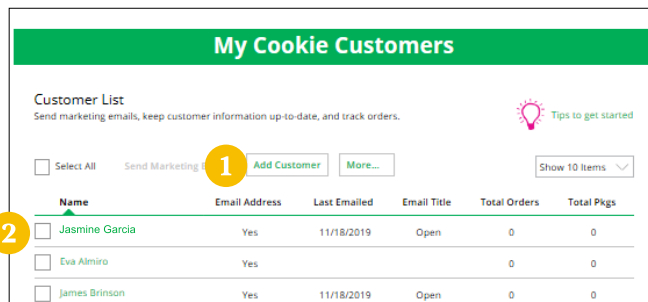 My Cookie Customers
Customer List
Send marketing emails, keep customer information up-to-date, and track orders.
Tips to get started
Select All Send Marketing 1 Add Customer More... Show 10 Items
Name Email Address Last Emailed Email Title Total Orders Total Pkgs
2 Jasmine Garcia Yes 11/18/2019 Open 0 0
Eva Almiro Yes 0 0
James Brinson Yes 11/18/2019 Open 0 0